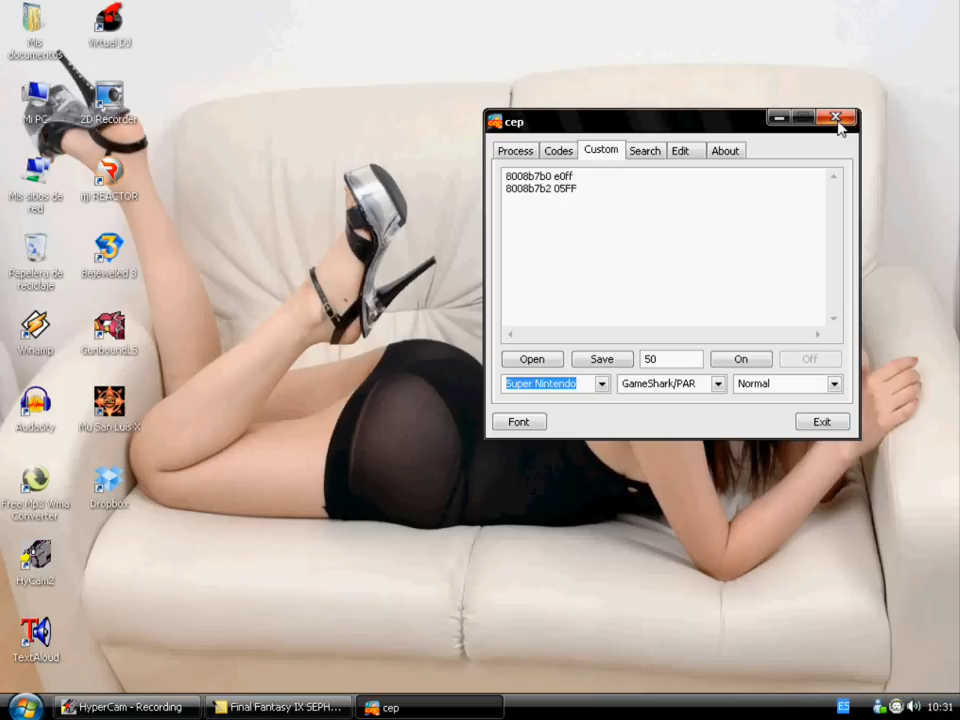 Mis documentos
Virtual DJ
Mi PC
ZD Recorder
Mis sitios de red
ijji REACTOR
Papelera de reciclaje
Bejeweled 3
Winamp
GunboundLS
Audacity
Mu San Luis X
Free Mp3 Wma Converter
Dropbox
HyCam2
TextAloud
cep
Process
Codes
Custom
Search
Edit
About
8008b7b0 e0ff
8008b7b2 05FF
Open
Save
50
On
Off
Super Nintendo
GameShark/PAR
Normal
Font
Exit
HyperCam - Recording
Final Fantasy IX SEPH...
cep
ES
10:31